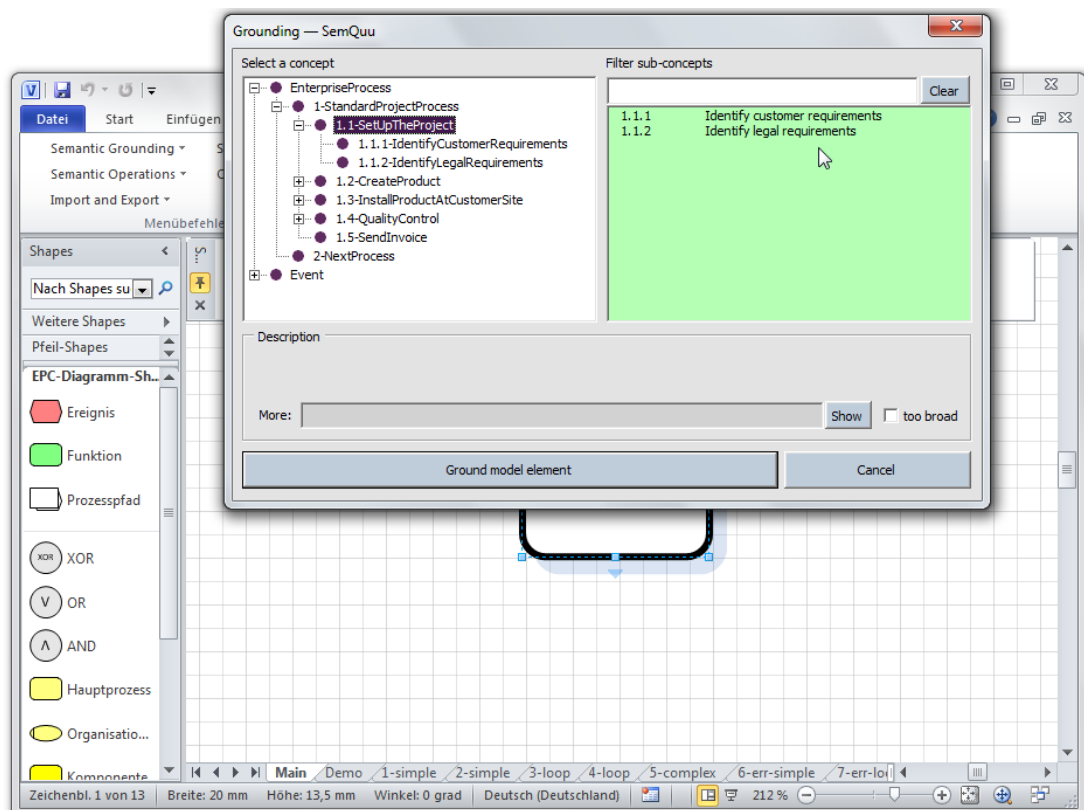 Grounding — SemQuu
Select a concept
EnterpriseProcess
1-StandardProjectProcess
1.1-SetUpTheProject
1.1.1-IdentifyCustomerRequirements
1.1.2-IdentifyLegalRequirements
1.2-CreateProduct
1.3-InstallProductAtCustomerSite
1.4-QualityControl
1.5-SendInvoice
2-NextProcess
Event
Filter sub-concepts
Clear
1.1.1 Identify customer requirements
1.1.2 Identify legal requirements
Description
More:
Show
too broad
Ground model element
Cancel
Datei Start Einfügen
Semantic Grounding
Semantic Operations
Import and Export
Menübefehle
Shapes
Nach Shapes su
Weitere Shapes
Pfeil-Shapes
EPC-Diagramm-Sh...
Ereignis
Funktion
Prozesspfad
XOR XOR
V OR
Λ AND
Hauptprozess
Organisatio...
Komponente
S...
Main Demo 1-simple 2-simple 3-loop 4-loop 5-complex 6-err-simple 7-err-loo
Zeichenbl. 1 von 13 Breite: 20 mm Höhe: 13,5 mm Winkel: 0 grad Deutsch (Deutschland) 212 %